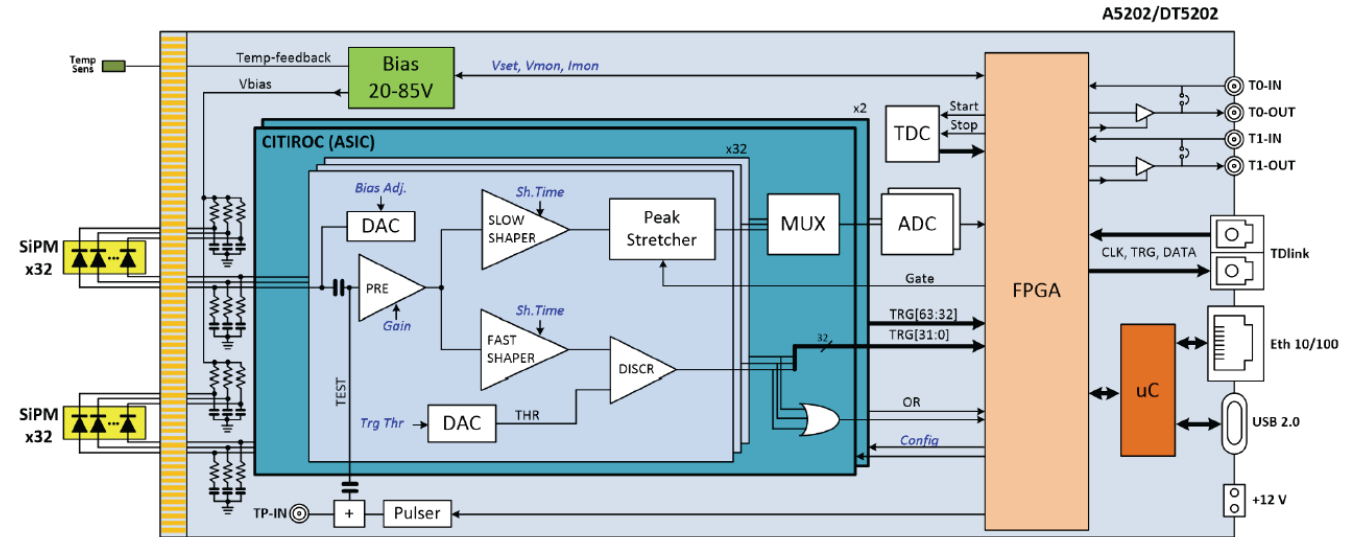 A5202/DT5202
Temp
Sens
Temp-feedback
Vbias
Bias
20-85V
Vset, Vmon, Imon
x2
CITIROC (ASIC)
x32
Bias Adj.
DAC
Sh.Time
SLOW
SHAPER
Peak
Stretcher
MUX
ADC
TDC
Start
Stop
PRE
Gain
Sh.Time
FAST
SHAPER
DISCR
Trg Thr
DAC
THR
TEST
Gate
TRG[63:32]
TRG[31:0]
32
OR
Config
FPGA
SiPM
x32
SiPM
x32
TP-IN
+
Pulser
T0-IN
T0-OUT
T1-IN
T1-OUT
CLK, TRG, DATA
TDlink
uC
Eth 10/100
USB 2.0
+12 V